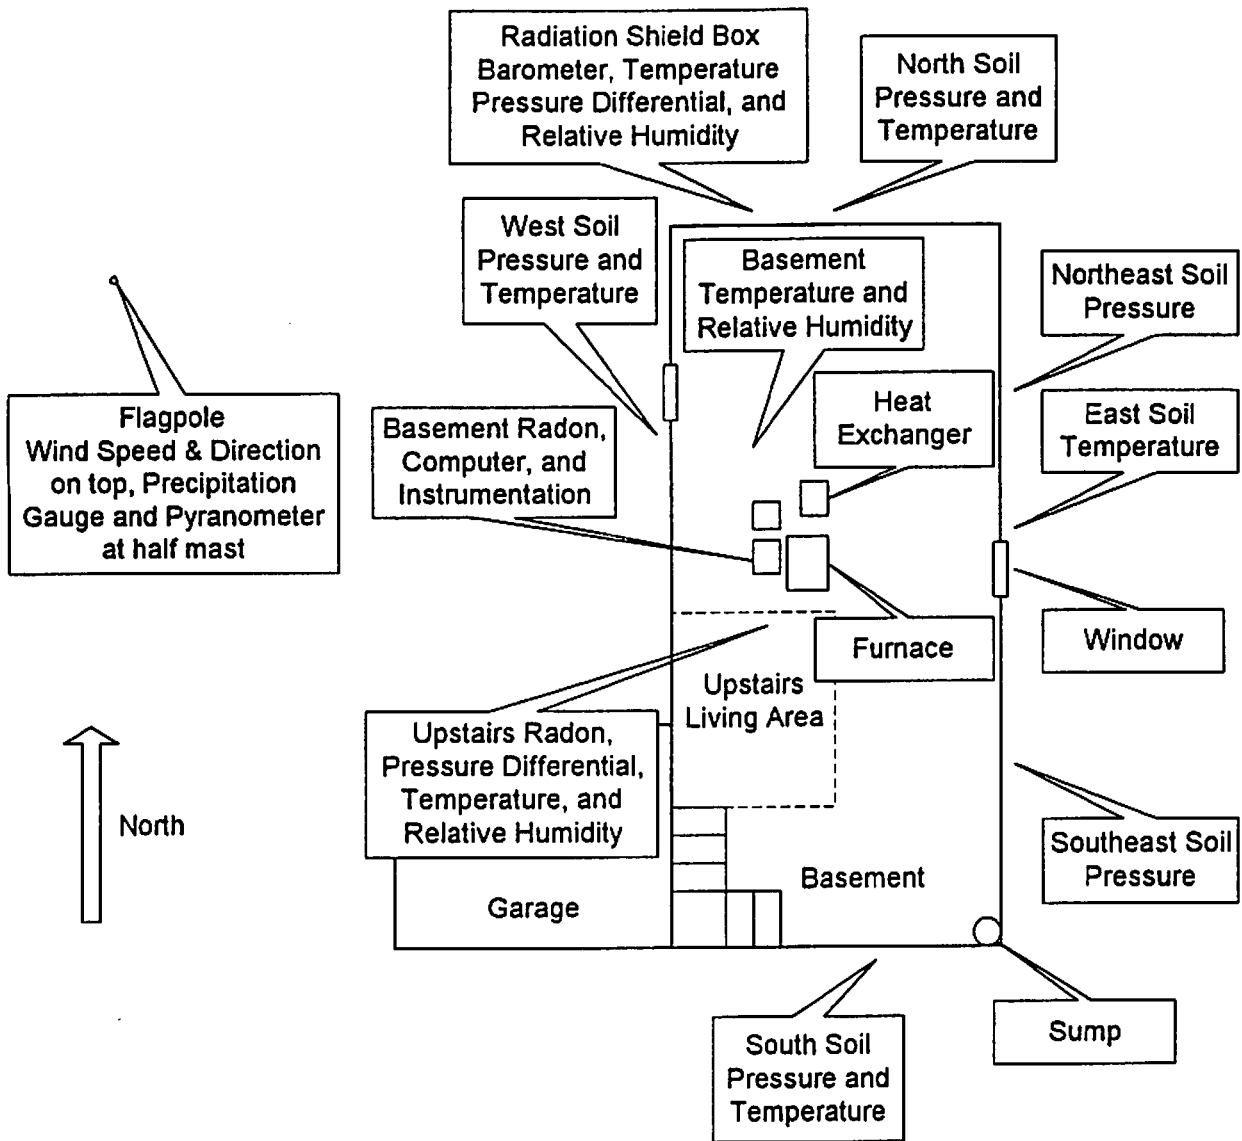 Radiation Shield Box
Barometer, Temperature
Pressure Differential, and
Relative Humidity
North Soil
Pressure and
Temperature
West Soil
Pressure and
Temperature
Basement
Temperature and
Relative Humidity
Northeast Soil
Pressure
Flagpole
Wind Speed & Direction
on top, Precipitation
Gauge and Pyranometer
at half mast
Basement Radon,
Computer, and
Instrumentation
Heat
Exchanger
East Soil
Temperature
Furnace
Window
Upstairs
Living Area
Upstairs Radon,
Pressure Differential,
Temperature, and
Relative Humidity
North
Southeast Soil
Pressure
Basement
Garage
South Soil
Pressure and
Temperature
Sump